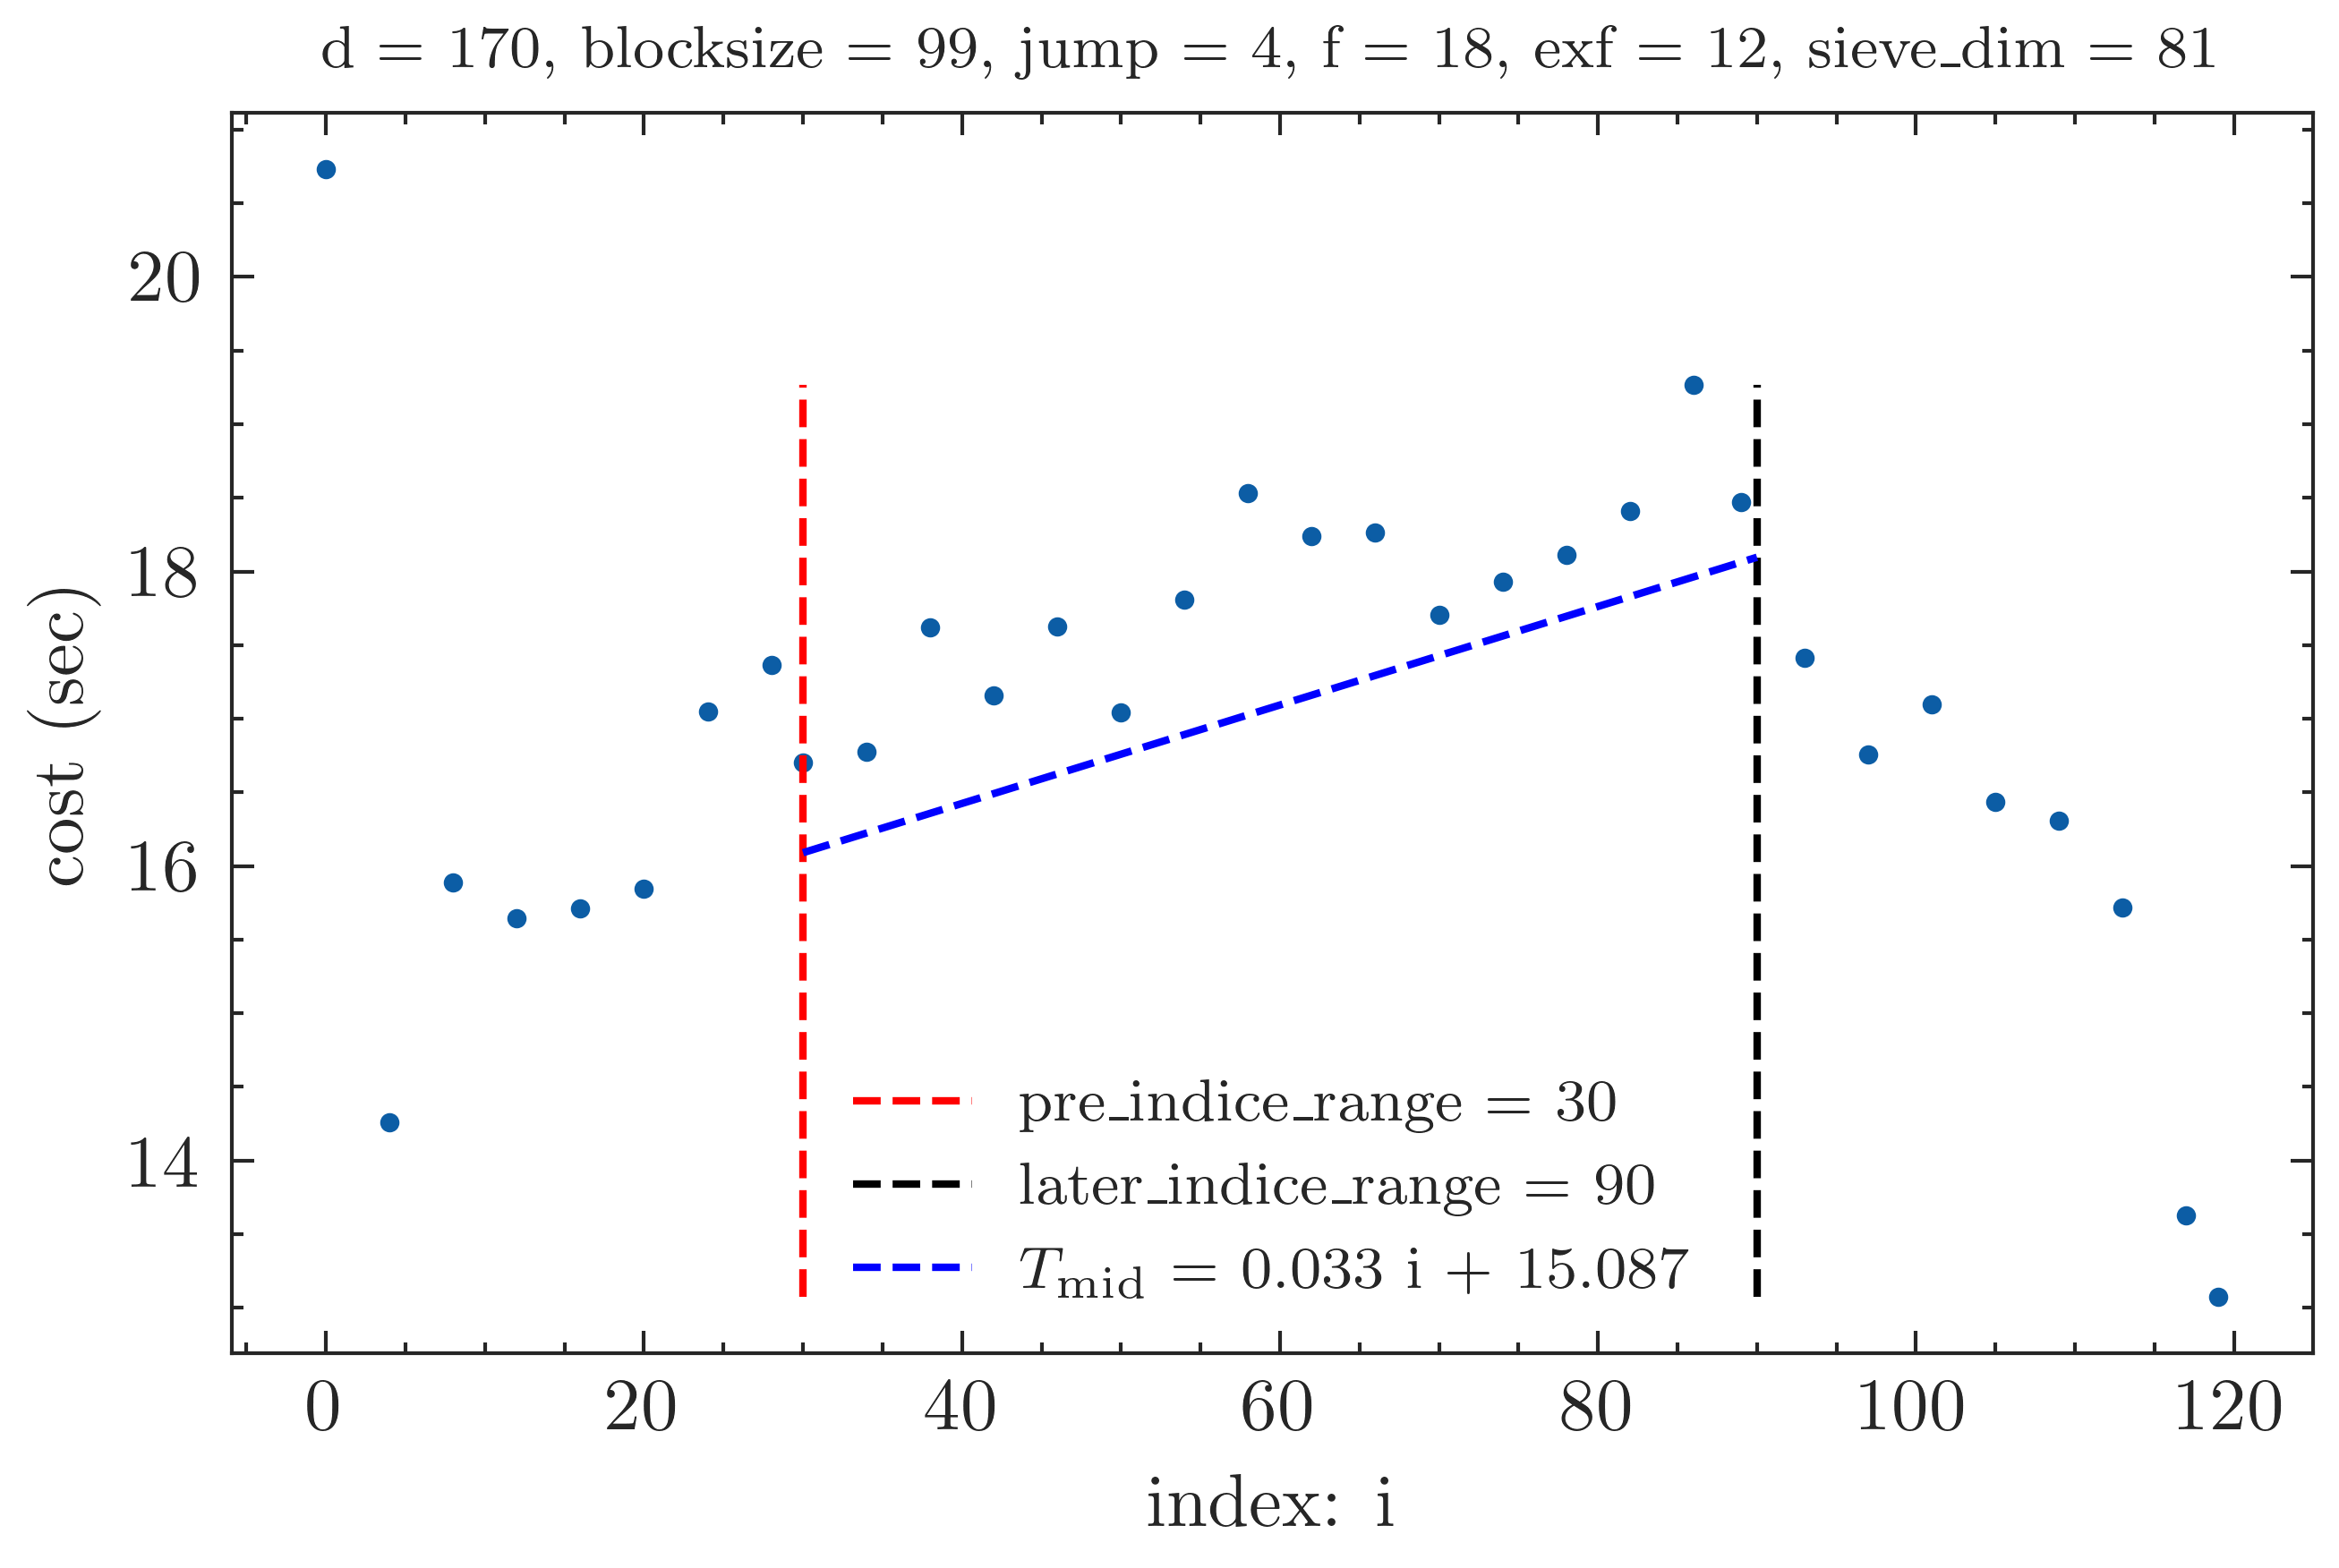 d = 170, blocksize = 99, jump = 4, f = 18, exf = 12, sieve_dim = 81
cost (sec)
20
18
16
14
pre_indice_range = 30
later_indice_range = 90
T_mid = 0.033 i + 15.087
0 20 40 60 80 100 120
index: i